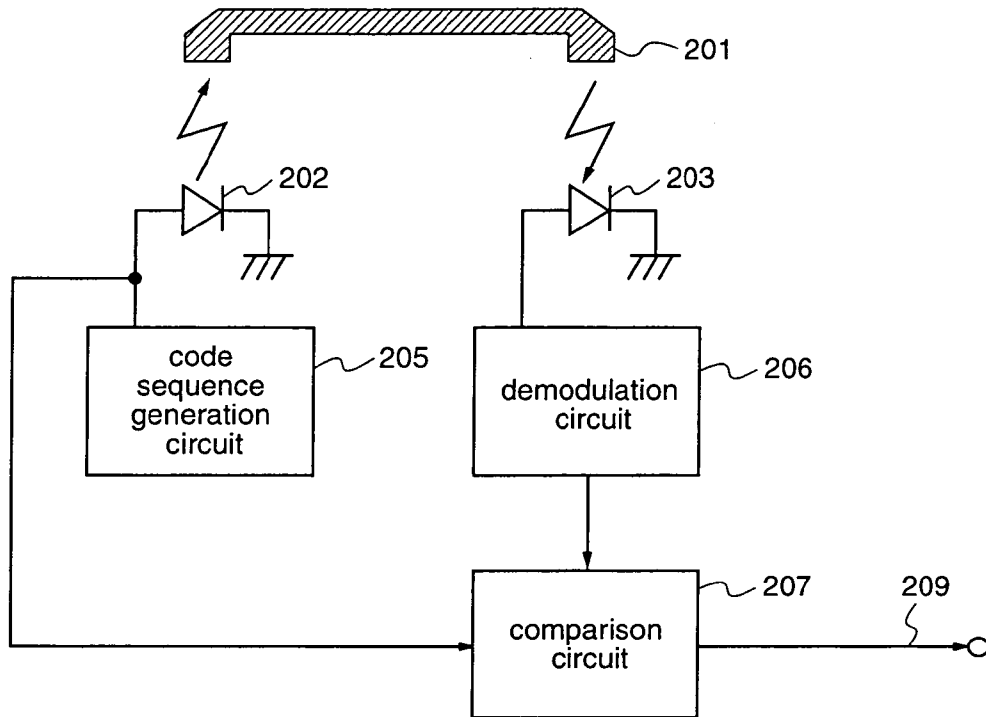 201
202
203
code
sequence
generation
circuit
205
demodulation
circuit
206
comparison
circuit
207
209